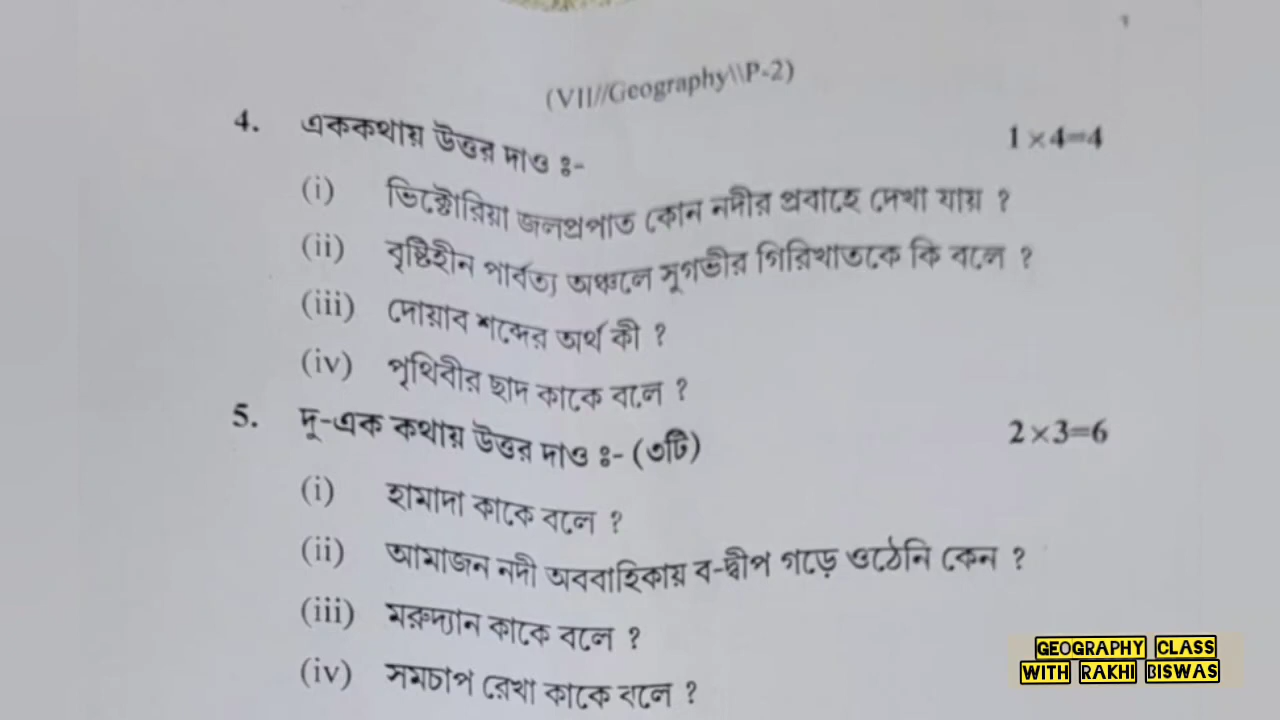 (VII//Geography\\P-2)
4. এককথায় উত্তর দাও ঃ- 1×4=4
(i) ভিক্টোরিয়া জলপ্রপাত কোন নদীর প্রবাহে দেখা যায় ?
(ii) বৃষ্টিহীন পার্বত্য অঞ্চলে সুগভীর গিরিখাতকে কি বলে ?
(iii) দোয়াব শব্দের অর্থ কী ?
(iv) পৃথিবীর ছাদ কাকে বলে ?
5. দু-এক কথায় উত্তর দাও ঃ- (৩টি) 2×3=6
(i) হামাদা কাকে বলে ?
(ii) আমাজন নদী অববাহিকায় ব-দ্বীপ গড়ে ওঠেনি কেন ?
(iii) মরুদ্যান কাকে বলে ?
(iv) সমচাপ রেখা কাকে বলে ?
GEOGRAPHY CLASS
WITH RAKHI BISWAS